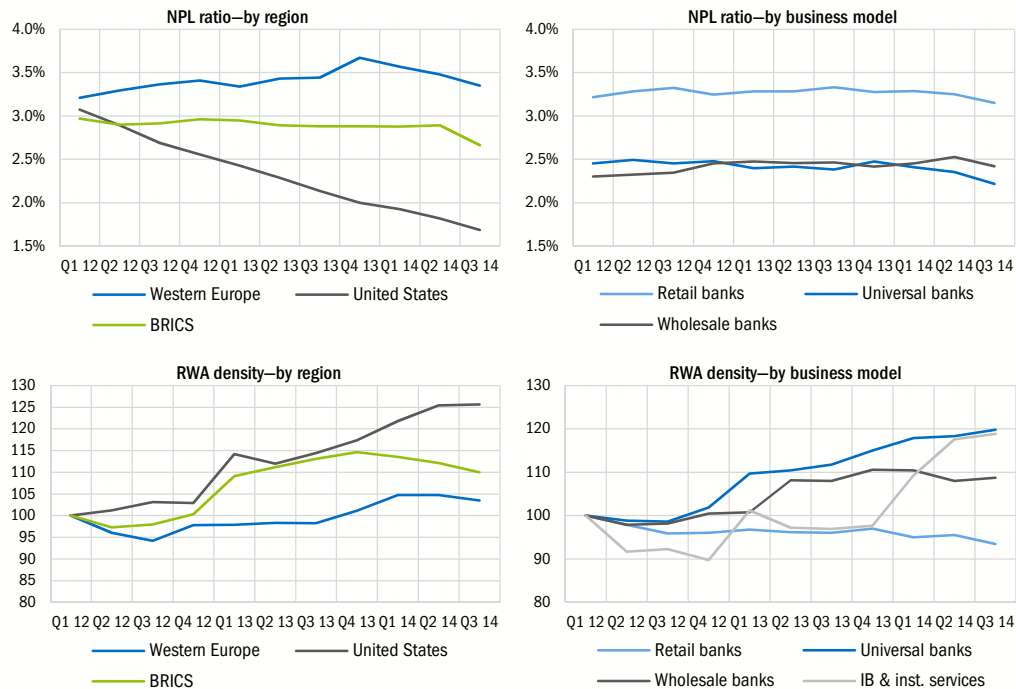 NPL ratio—by region
4.0%
3.5%
3.0%
2.5%
2.0%
1.5%
Q1 12 Q2 12 Q3 12 Q4 12 Q1 13 Q2 13 Q3 13 Q4 13 Q1 14 Q2 14 Q3 14
Western Europe
United States
BRICS
NPL ratio—by business model
4.0%
3.5%
3.0%
2.5%
2.0%
1.5%
Q1 12 Q2 12 Q3 12 Q4 12 Q1 13 Q2 13 Q3 13 Q4 13 Q1 14 Q2 14 Q3 14
Retail banks
Universal banks
Wholesale banks
RWA density—by region
130
125
120
115
110
105
100
95
90
85
80
Q1 12 Q2 12 Q3 12 Q4 12 Q1 13 Q2 13 Q3 13 Q4 13 Q1 14 Q2 14 Q3 14
Western Europe
United States
BRICS
RWA density—by business model
130
120
110
100
90
80
Q1 12 Q2 12 Q3 12 Q4 12 Q1 13 Q2 13 Q3 13 Q4 13 Q1 14 Q2 14 Q3 14
Retail banks
Universal banks
Wholesale banks
IB & inst. services